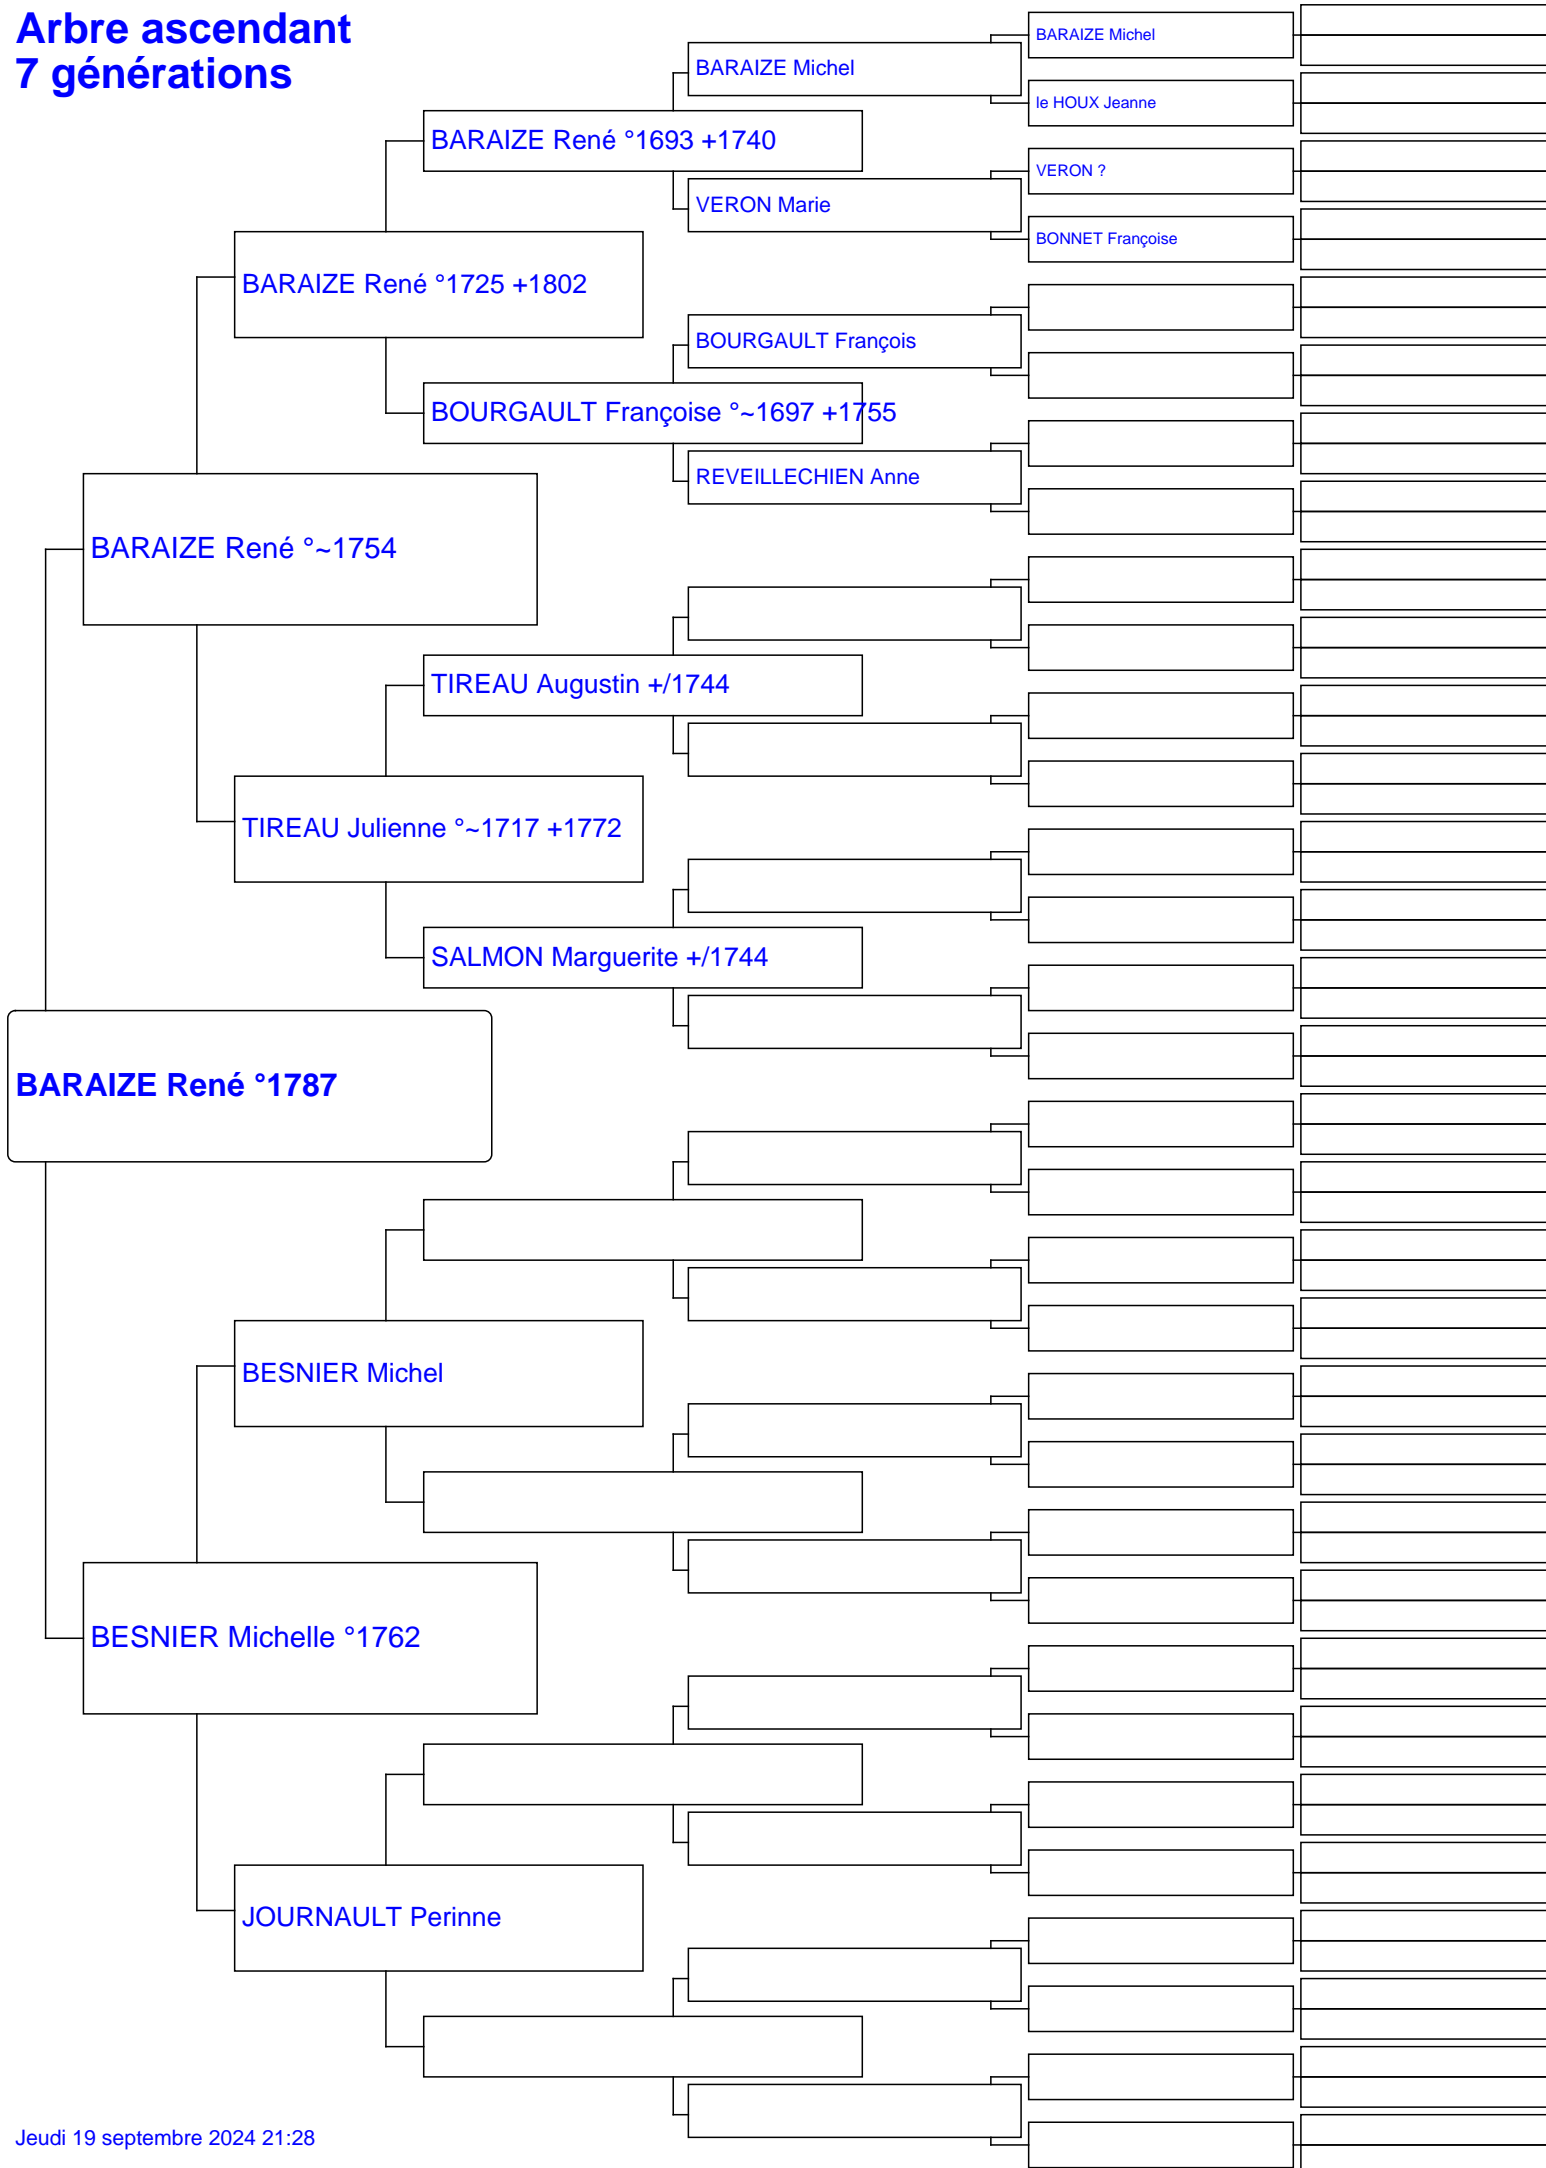 Arbre ascendant
7 générations
BARAIZE Michel
BARAIZE Michel
le HOUX Jeanne
BARAIZE René °1693 +1740
VERON ?
VERON Marie
BONNET Françoise
BARAIZE René °1725 +1802
BOURGAULT François
BOURGAULT Françoise °~1697 +1755
REVEILLECHIEN Anne
BARAIZE René °~1754
TIREAU Augustin +/1744
TIREAU Julienne °~1717 +1772
SALMON Marguerite +/1744
BARAIZE René °1787
BESNIER Michel
BESNIER Michelle °1762
JOURNAULT Perinne
Jeudi 19 septembre 2024 21:28